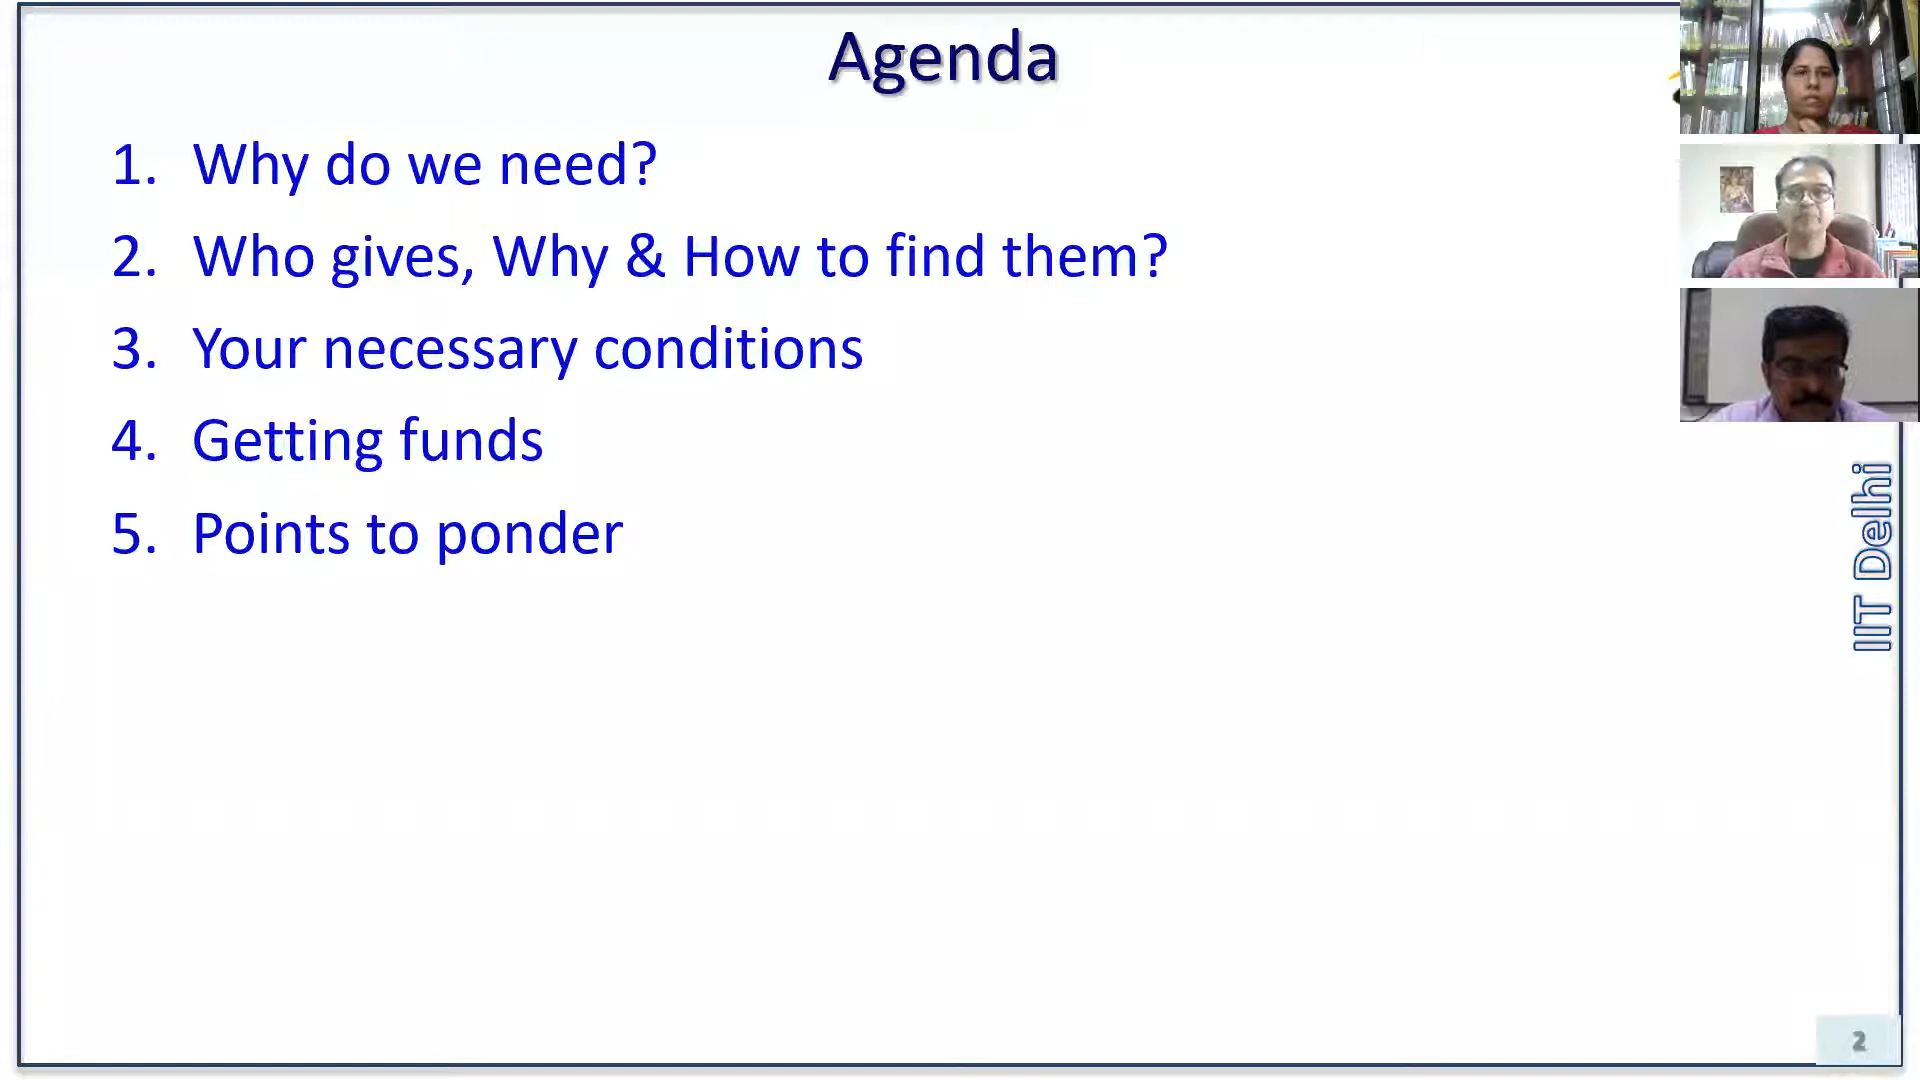 Agenda
1. Why do we need?
2. Who gives, Why & How to find them?
3. Your necessary conditions
4. Getting funds
5. Points to ponder
IIT Delhi
2